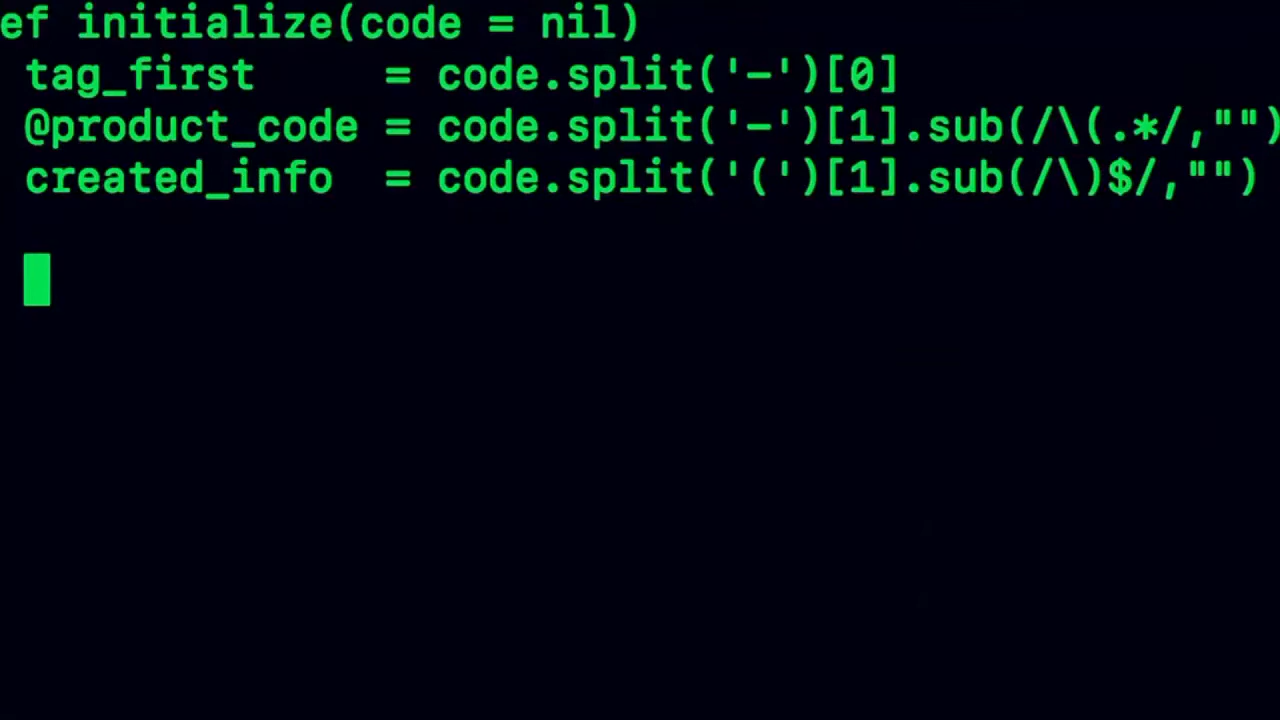 ef initialize(code = nil)
tag_first     = code.split('-')[0]
@product_code = code.split('-')[1].sub(/\(.*/,"")
created_info  = code.split('(')[1].sub(/\)$/,"")